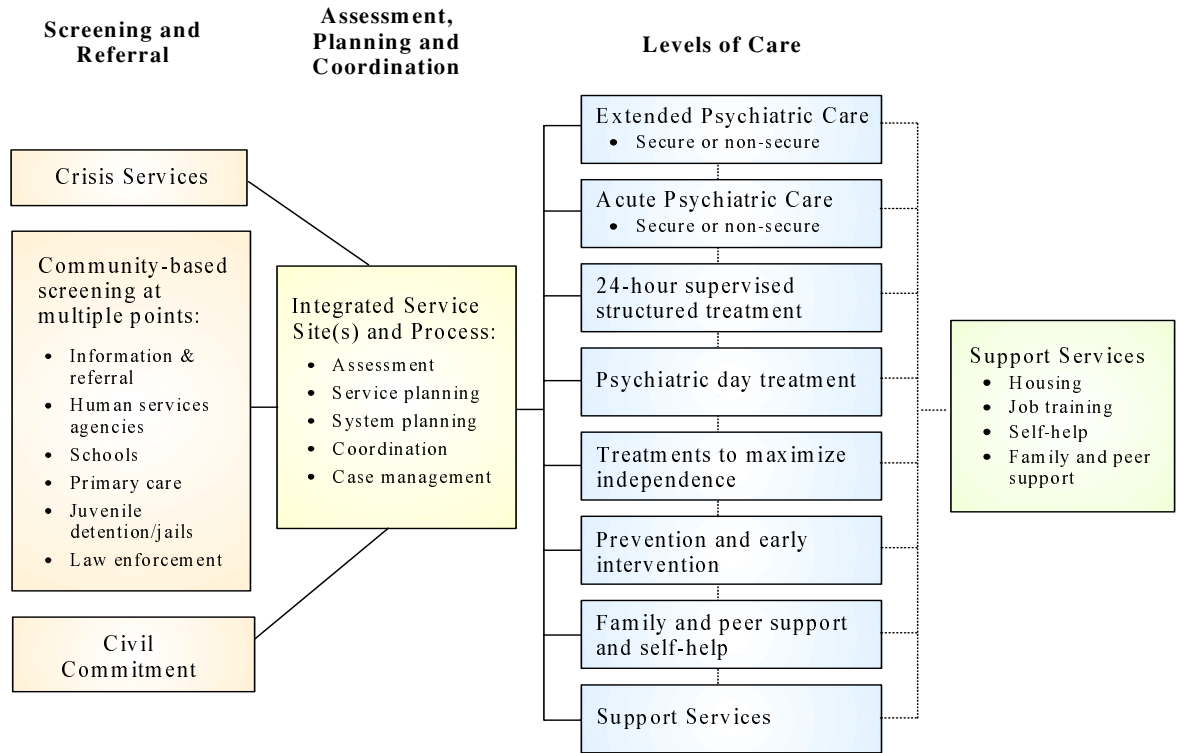 Screening and
Referral
Assessment,
Planning and
Coordination
Levels of Care
Crisis Services
Community-based
screening at
multiple points:
• Information &
referral
• Human services
agencies
• Schools
• Primary care
• Juvenile
detention/jails
• Law enforcement
Civil
Commitment
Integrated Service
Site(s) and Process:
• Assessment
• Service planning
• System planning
• Coordination
• Case management
Extended Psychiatric Care
• Secure or non-secure
Acute Psychiatric Care
• Secure or non-secure
24-hour supervised
structured treatment
Psychiatric day treatment
Treatments to maximize
independence
Prevention and early
intervention
Family and peer support
and self-help
Support Services
Support Services
• Housing
• Job training
• Self-help
• Family and peer
support